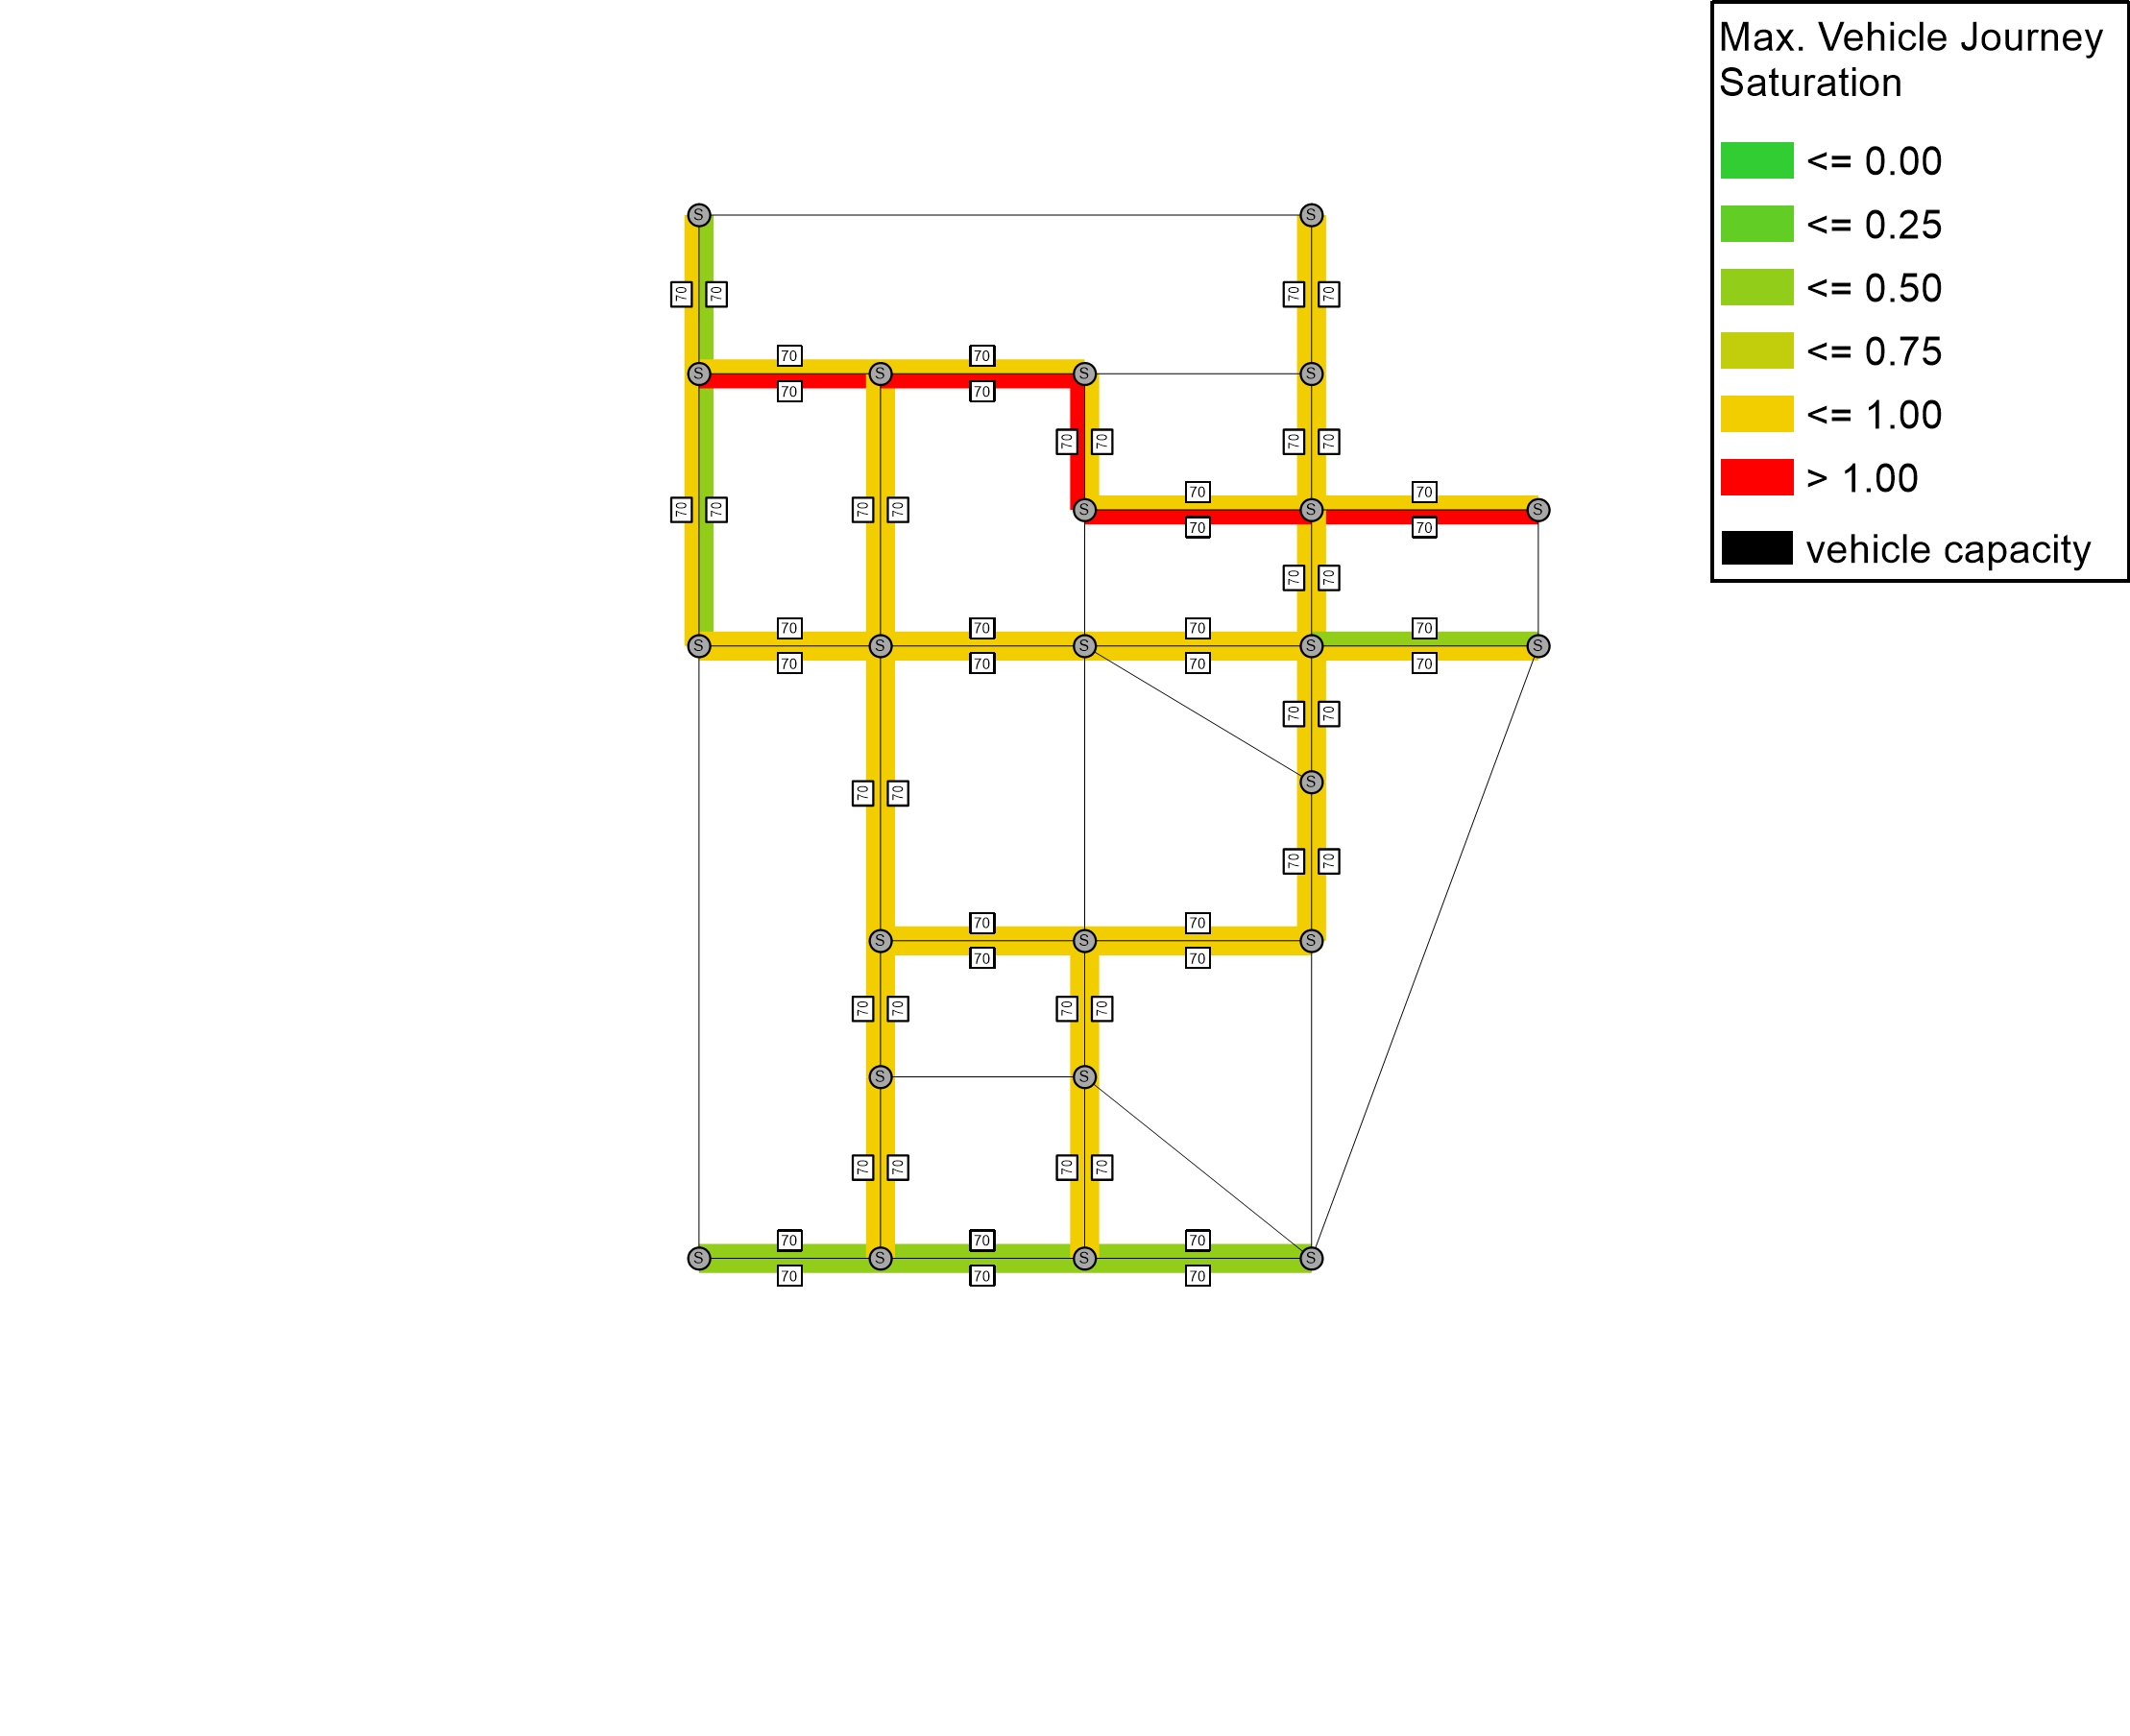 Max. Vehicle Journey
Saturation
<= 0.00
<= 0.25
<= 0.50
<= 0.75
<= 1.00
> 1.00
vehicle capacity
S S
70 70 70 70
70 70
S S S S
70 70
70 70 70 70
70 70
70 70 70 70 S S S
70 70
70 70
70 70 70 70
S S S S S
70 70 70 70
70 70
S
70 70
70 70
70 70
S S S
70 70
70 70 70 70
S S
70 70 70 70
70 70 70
S S S S
70 70 70